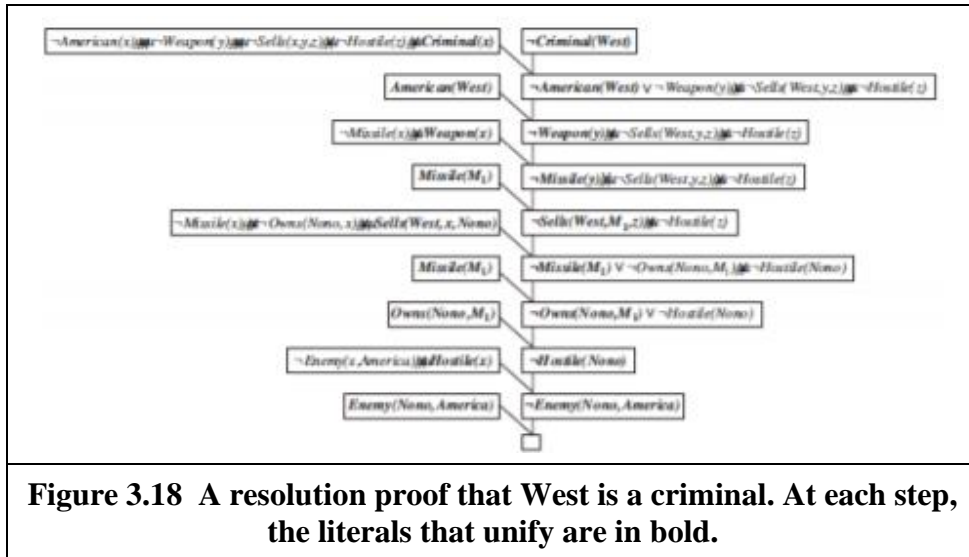 ¬American(x) ∨ ¬Weapon(y) ∨ ¬Sells(x,y,z) ∨ ¬Hostile(z) ∨ Criminal(x)
¬Criminal(West)
American(West)
¬American(West) ∨ ¬Weapon(y) ∨ ¬Sells(West,y,z) ∨ ¬Hostile(z)
¬Missile(x) ∨ Weapon(x)
¬Weapon(y) ∨ ¬Sells(West,y,z) ∨ ¬Hostile(z)
Missile(M₁)
¬Missile(y) ∨ ¬Sells(West,y,z) ∨ ¬Hostile(z)
¬Missile(x) ∨ ¬Owns(Nono,x) ∨ Sells(West,x,Nono)
¬Sells(West,M₁,z) ∨ ¬Hostile(z)
Missile(M₁)
¬Missile(M₁) ∨ ¬Owns(Nono,M₁) ∨ ¬Hostile(Nono)
Owns(Nono,M₁)
¬Owns(Nono,M₁) ∨ ¬Hostile(Nono)
¬Enemy(x,America) ∨ Hostile(x)
¬Hostile(Nono)
Enemy(Nono,America)
¬Enemy(Nono,America)
Figure 3.18 A resolution proof that West is a criminal. At each step,
the literals that unify are in bold.